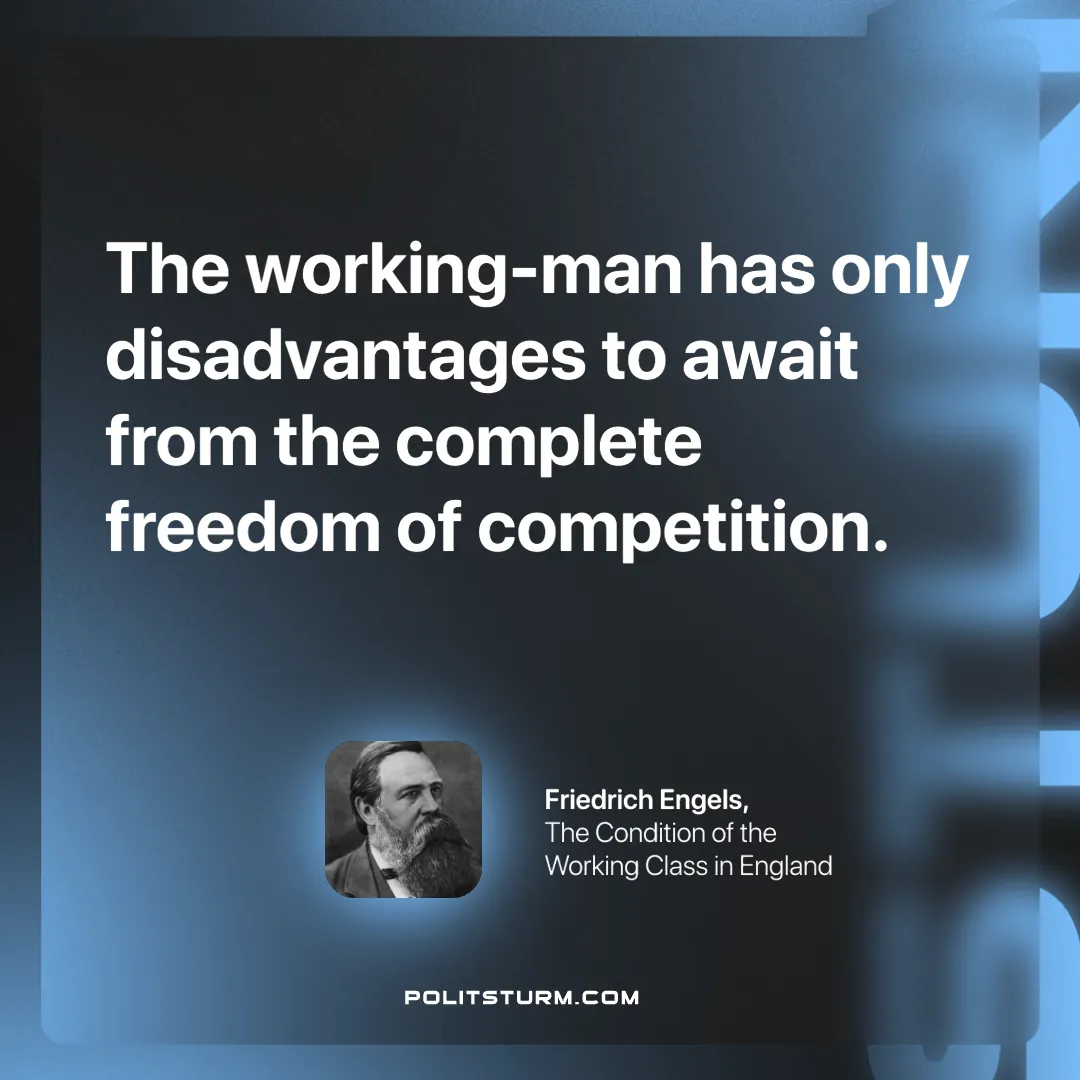 The working-man has only
disadvantages to await
from the complete
freedom of competition.
Friedrich Engels,
The Condition of the
Working Class in England
POLITSTURM.COM